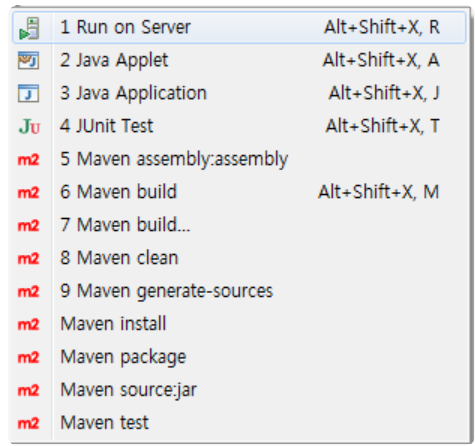 1 Run on Server Alt+Shift+X, R
2 Java Applet Alt+Shift+X, A
3 Java Application Alt+Shift+X, J
Ju 4 JUnit Test Alt+Shift+X, T
m2 5 Maven assembly:assembly
m2 6 Maven build Alt+Shift+X, M
m2 7 Maven build...
m2 8 Maven clean
m2 9 Maven generate-sources
m2 Maven install
m2 Maven package
m2 Maven source:jar
m2 Maven test